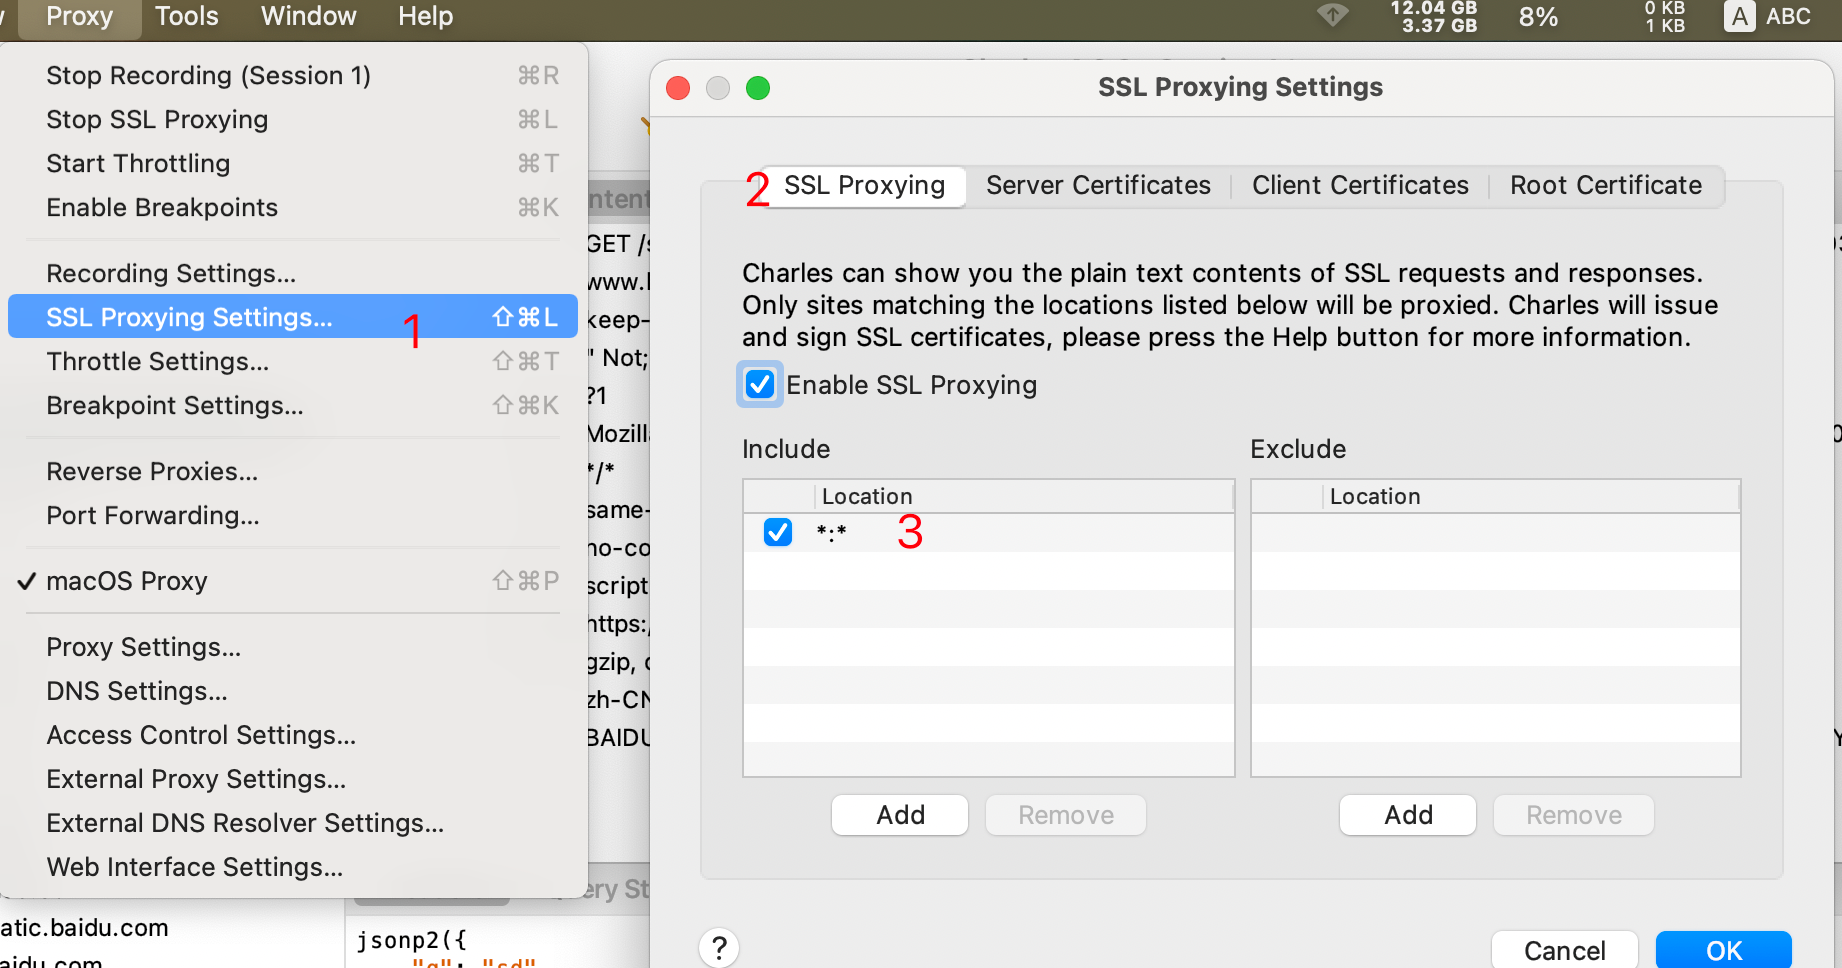 Proxy Tools Window Help
12.04 GB
3.37 GB
8%
0 KB
1 KB
A ABC
Stop Recording (Session 1) ⌘R
Stop SSL Proxying ⌘L
Start Throttling ⌘T
Enable Breakpoints ⌘K
Recording Settings...
SSL Proxying Settings... ⇧⌘L
1
Throttle Settings... ⇧⌘T
Breakpoint Settings... ⇧⌘K
Reverse Proxies...
Port Forwarding...
✓ macOS Proxy ⇧⌘P
Proxy Settings...
DNS Settings...
Access Control Settings...
External Proxy Settings...
External DNS Resolver Settings...
Web Interface Settings...
ntent
GET /s
www.
keep-
" Not;
?1
Mozill
*/*
same-
no-co
script
https:
gzip,
zh-CN
BAIDU
ery St
atic.baidu.com
aidu.com
jsonp2({
"q": "sd"
SSL Proxying Settings
2
SSL Proxying Server Certificates Client Certificates Root Certificate
Charles can show you the plain text contents of SSL requests and responses.
Only sites matching the locations listed below will be proxied. Charles will issue
and sign SSL certificates, please press the Help button for more information.
Enable SSL Proxying
Include
Location
*:* 3
Add Remove
Exclude
Location
Add Remove
?
Cancel OK